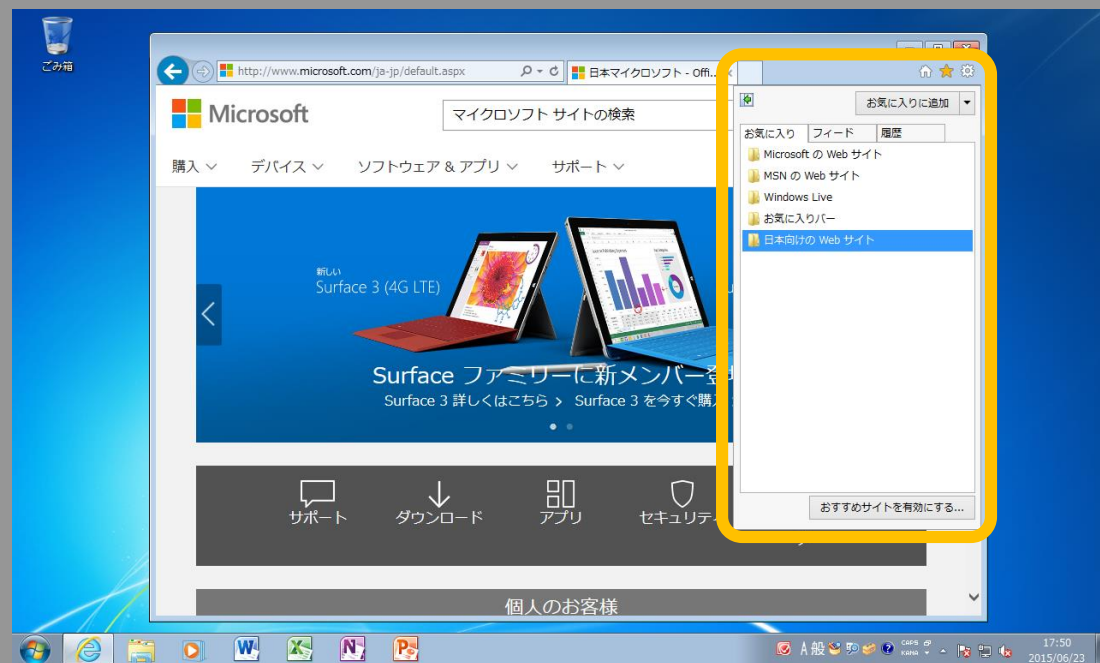 ごみ箱
http://www.microsoft.com/ja-jp/default.aspx
日本マイクロソフト - Offi...
Microsoft
マイクロソフト サイトの検索
お気に入りに追加
お気に入り フィード 履歴
Microsoft の Web サイト
MSN の Web サイト
Windows Live
お気に入りバー
日本向けの Web サイト
おすすめサイトを有効にする...
購入 デバイス ソフトウェア & アプリ サポート
新しい
Surface 3 (4G LTE)
Surface ファミリーに新メンバー登
Surface 3 詳しくはこちら > Surface 3 を今すぐ購
サポート ダウンロード アプリ セキュリテ
個人のお客様
A 般 CAPS KANA
17:50
2015/06/23